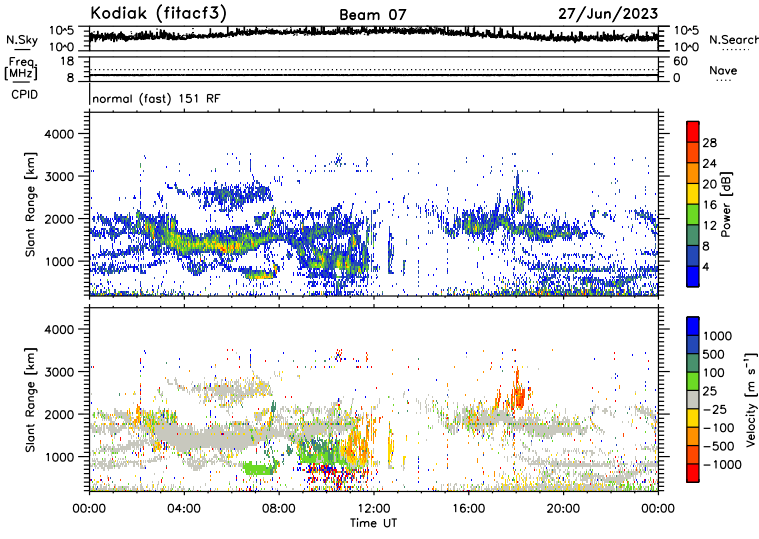 Kodiak (fitacf3) Beam 07 27/Jun/2023
N.Sky 10^5 10^0 10^5 10^0 N.Search
Freq. [MHz] 18 8 60 0 Nave
CPID normal (fast) 151 RF
Slant Range [km] 4000 3000 2000 1000
Power [dB] 28 24 20 16 12 8 4
Slant Range [km] 4000 3000 2000 1000
Velocity [m s^-1] 1000 500 100 25 -25 -100 -500 -1000
00:00 04:00 08:00 12:00 16:00 20:00 00:00
Time UT